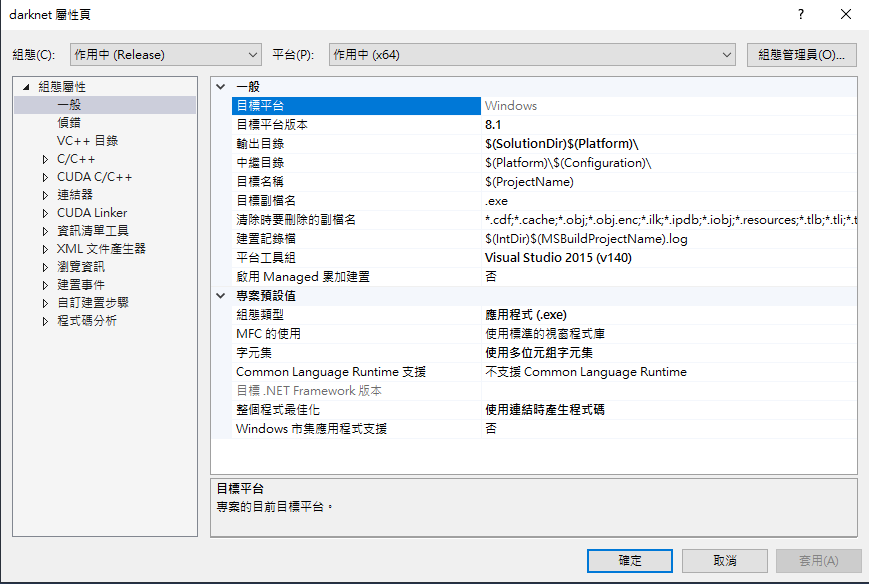 darknet 屬性頁
組態(C): 作用中 (Release) 平台(P): 作用中 (x64) 組態管理員(O)...
組態屬性
一般
偵錯
VC++ 目錄
C/C++
CUDA C/C++
連結器
CUDA Linker
資訊清單工具
XML 文件產生器
瀏覽資訊
建置事件
自訂建置步驟
程式碼分析
一般
目標平台 Windows
目標平台版本 8.1
輸出目錄 $(SolutionDir)$(Platform)\
中繼目錄 $(Platform)\$(Configuration)\
目標名稱 $(ProjectName)
目標副檔名 .exe
清除時要刪除的副檔名 *.cdf;*.cache;*.obj;*.obj.enc;*.ilk;*.ipdb;*.iobj;*.resources;*.tlb;*.tli;*.t
建置記錄檔 $(IntDir)$(MSBuildProjectName).log
平台工具組 Visual Studio 2015 (v140)
啟用 Managed 累加建置 否
專案預設值
組態類型 應用程式 (.exe)
MFC 的使用 使用標準的視窗程式庫
字元集 使用多位元組字元集
Common Language Runtime 支援 不支援 Common Language Runtime
目標 .NET Framework 版本
整個程式最佳化 使用連結時產生程式碼
Windows 市集應用程式支援 否
目標平台
專案的目前目標平台。
確定 取消 套用(A)